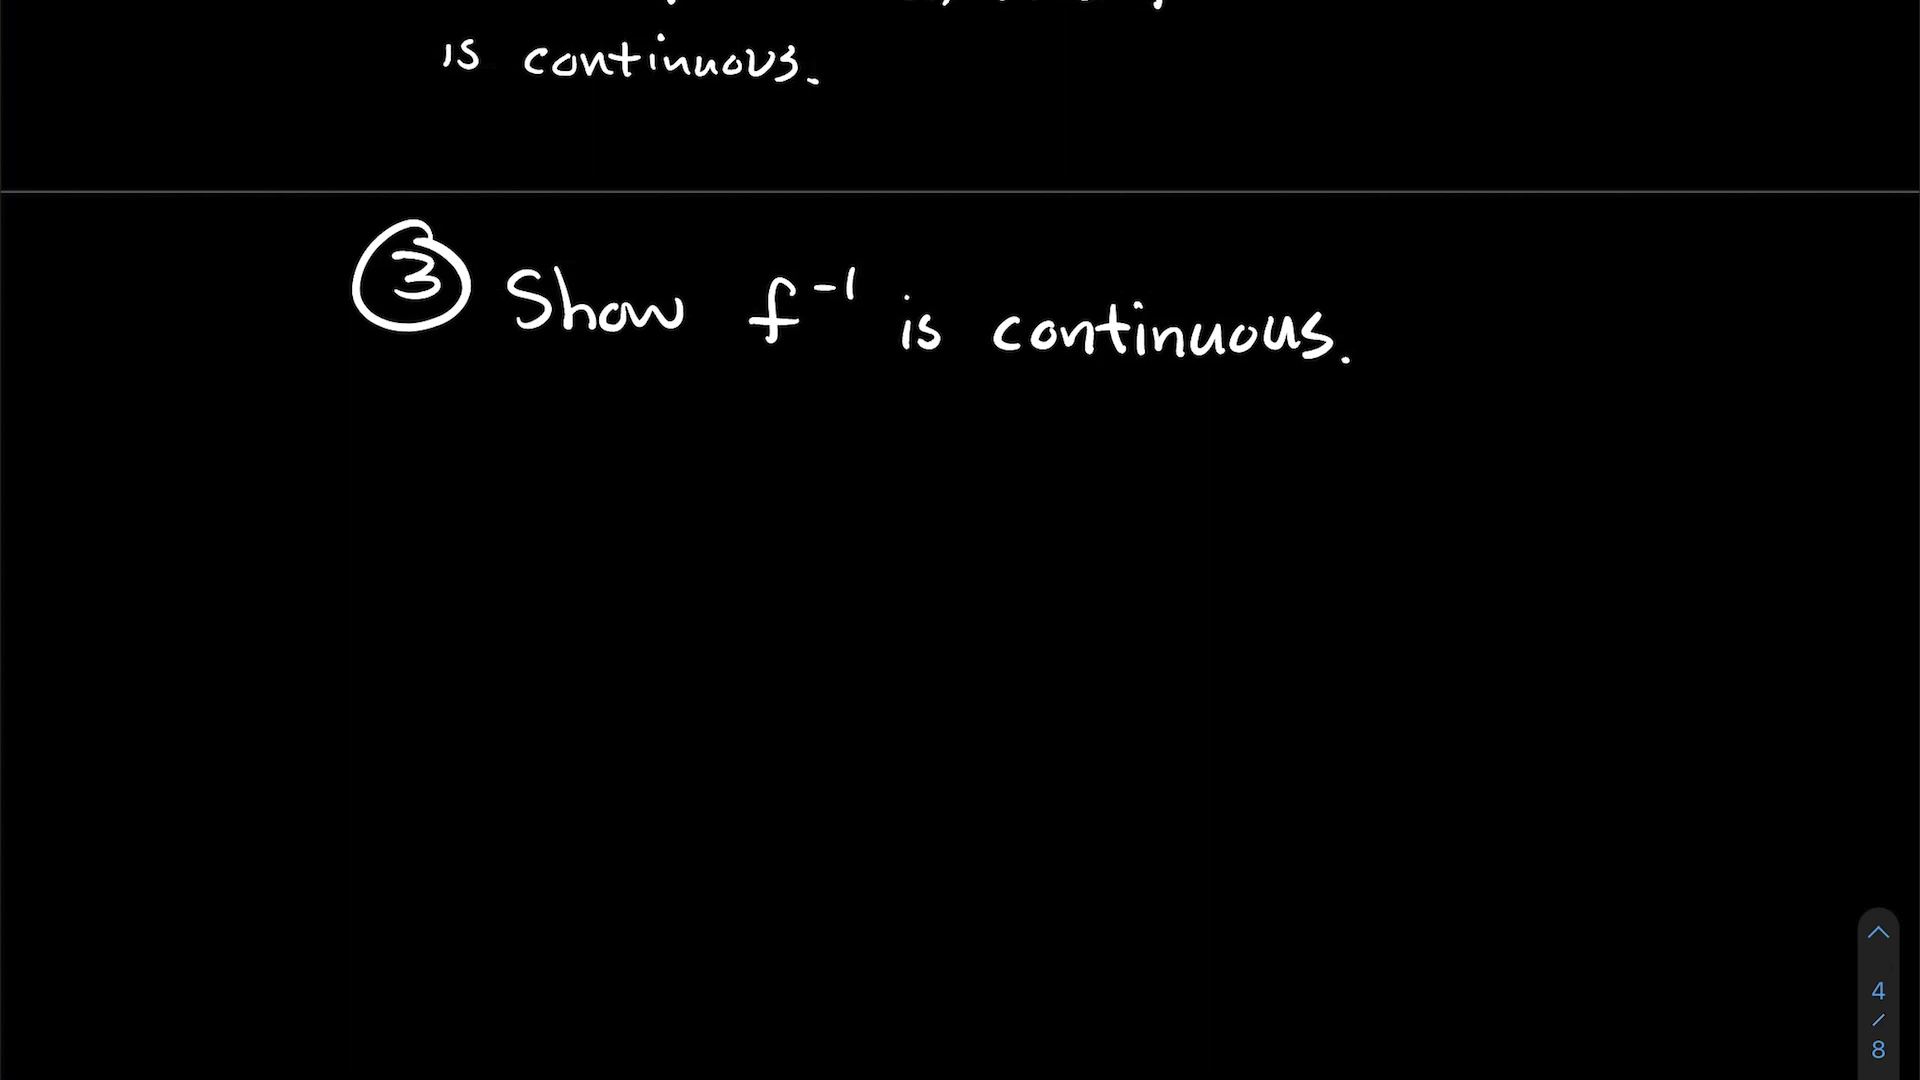 is continuous.
③ Show f⁻¹ is continuous.
4
/
8